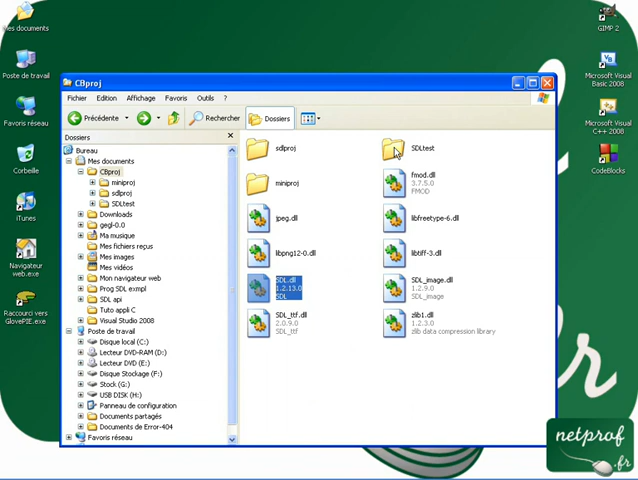 es documents
GIMP 2
Poste de travail
Microsoft Visual
Basic 2008
Favoris réseau
Microsoft Visual
C++ 2008
Corbeille
CodeBlocks
iTunes
Navigateur
web.exe
Raccourci vers
GlovePIE.exe
CBproj
Fichier Edition Affichage Favoris Outils ?
Précédente Rechercher Dossiers
Dossiers
Bureau
Mes documents
CBproj
miniproj
sdlproj
SDLtest
Downloads
gegl-0.0
Ma musique
Mes fichiers reçus
Mes images
Mes vidéos
Mon navigateur web
Prog SDL exmpl
SDL api
Tuto appli C
Visual Studio 2008
Poste de travail
Disque local (C:)
Lecteur DVD-RAM (D:)
Lecteur DVD (E:)
Disque Stockage (F:)
Stock (G:)
USB DISK (H:)
Panneau de configuration
Documents partagés
Documents de Error-404
Favoris réseau
sdlproj
SDLtest
miniproj
fmod.dll
3.7.5.0
FMOD
jpeg.dll
libfreetype-6.dll
libpng12-0.dll
libtiff-3.dll
SDL.dll
1.2.13.0
SDL
SDL_image.dll
1.2.9.0
SDL_image
SDL_ttf.dll
2.0.9.0
SDL_ttf
zlib1.dll
1.2.3.0
zlib data compression library
netprof
.fr